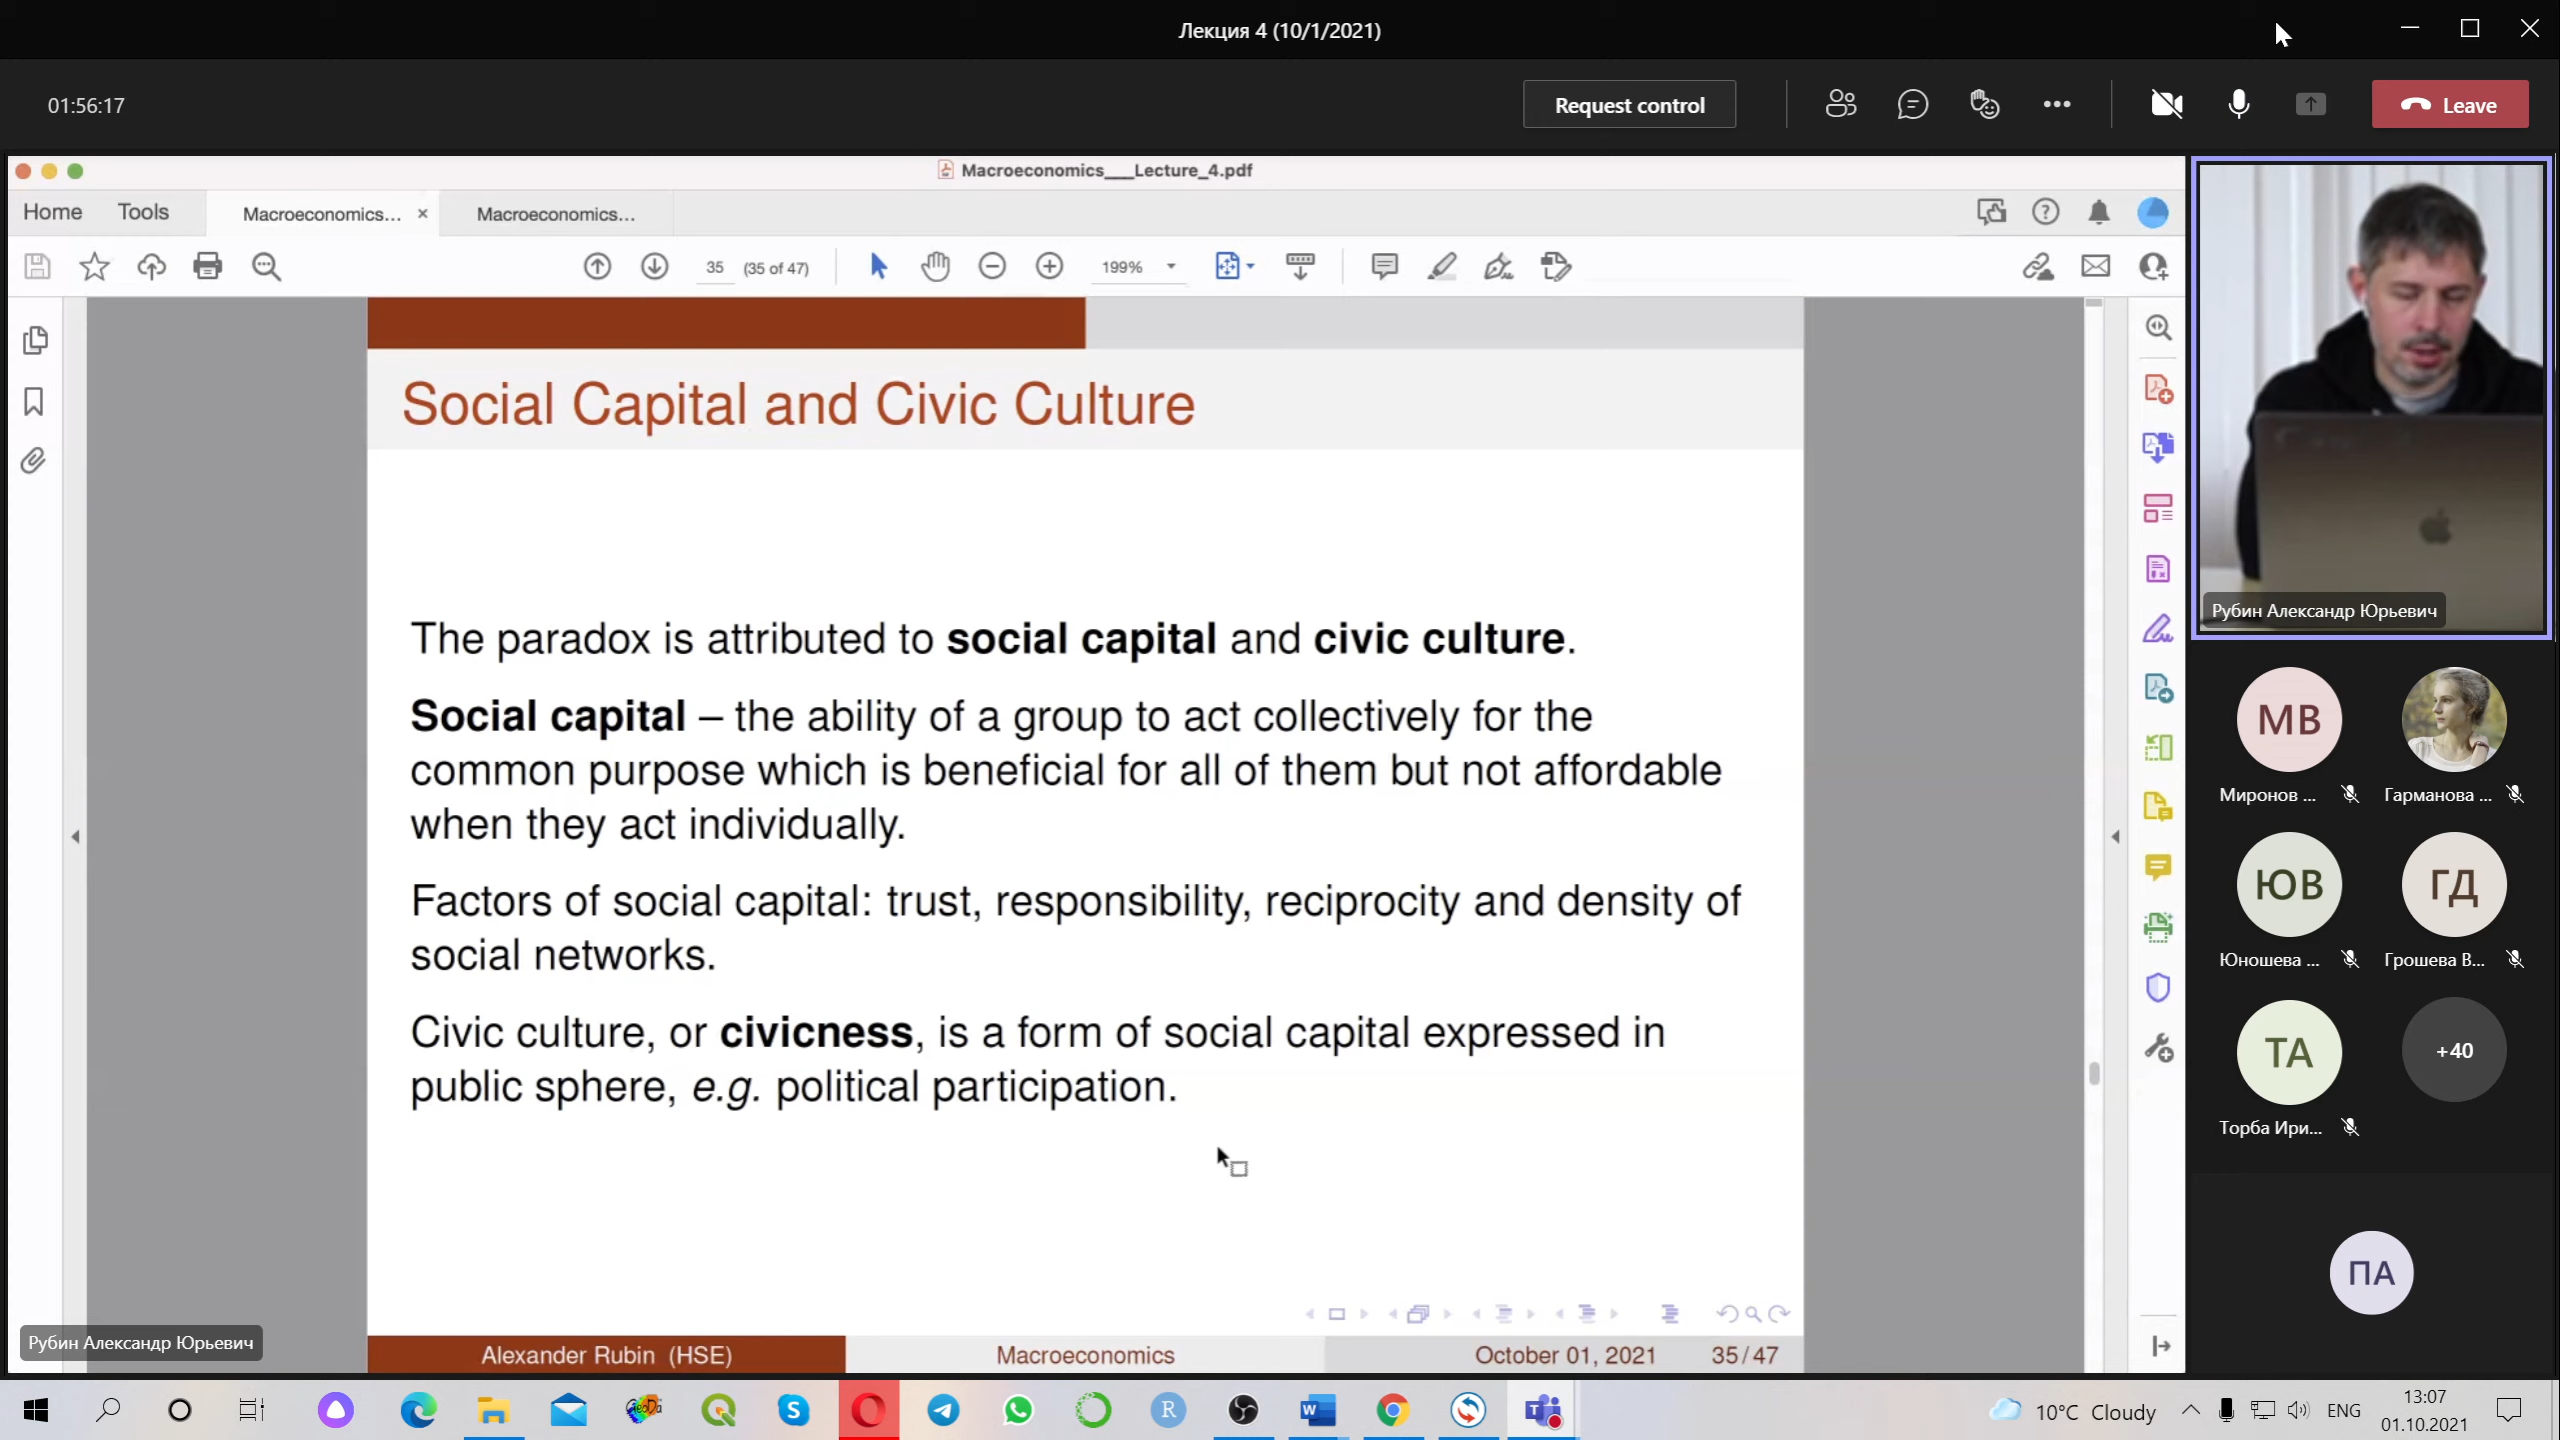 Лекция 4 (10/1/2021)
01:56:17
Request control
Leave
Macroeconomics___Lecture_4.pdf
Home
Tools
Macroeconomics...
Macroeconomics...
35 (35 of 47)
199%
Social Capital and Civic Culture
The paradox is attributed to social capital and civic culture.
Social capital – the ability of a group to act collectively for the
common purpose which is beneficial for all of them but not affordable
when they act individually.
Factors of social capital: trust, responsibility, reciprocity and density of
social networks.
Civic culture, or civicness, is a form of social capital expressed in
public sphere, e.g. political participation.
Alexander Rubin (HSE)
Macroeconomics
October 01, 2021
35/47
Рубин Александр Юрьевич
Рубин Александр Юрьевич
МВ
Миронов ...
Гарманова ...
ЮВ
ГД
Юношева ...
Грошева В...
ТА
+40
Торба Ири...
ПА
GeoDa
R
10°C Cloudy
ENG
13:07
01.10.2021